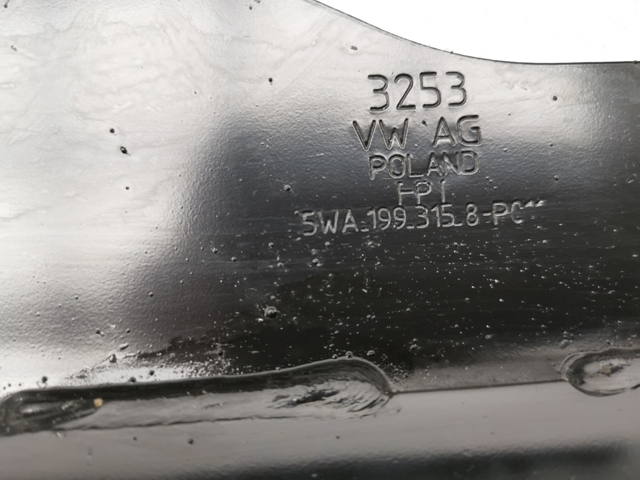 3253
VW AG
POLAND
HPI
5WA.199.315.8-PC**